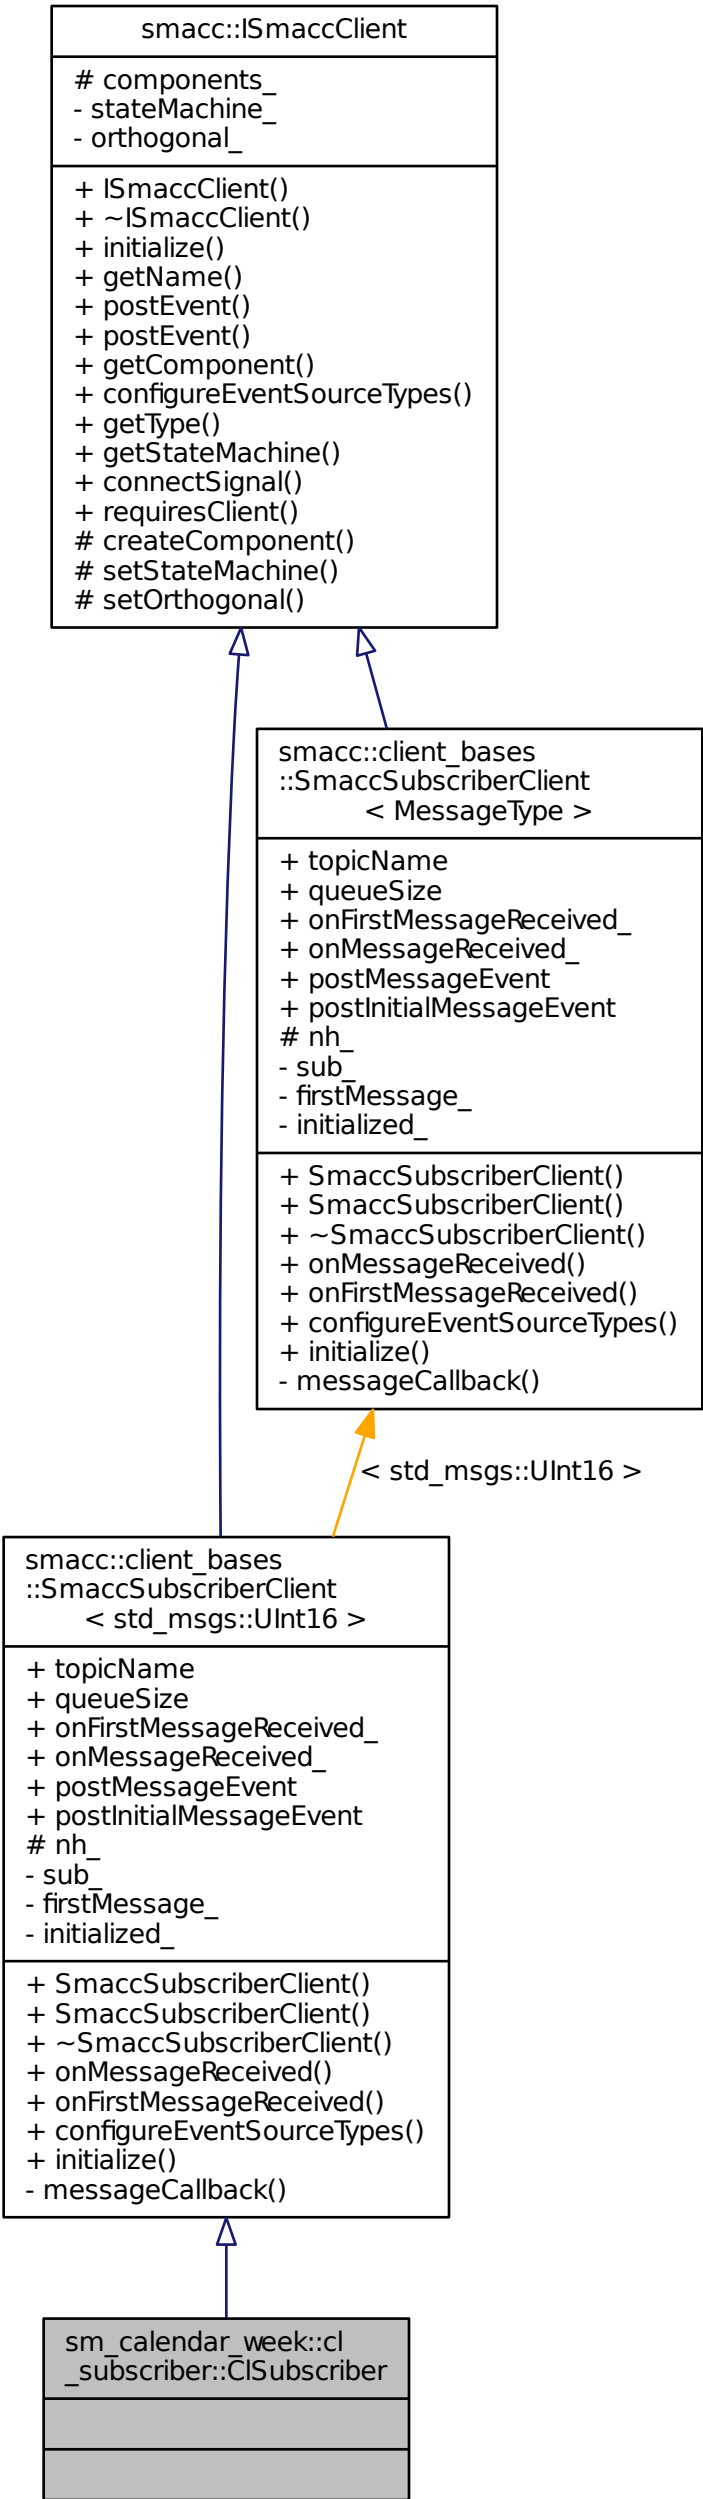 smacc::ISmaccClient
# components_
- stateMachine_
- orthogonal_
+ ISmaccClient()
+ ~ISmaccClient()
+ initialize()
+ getName()
+ postEvent()
+ postEvent()
+ getComponent()
+ configureEventSourceTypes()
+ getType()
+ getStateMachine()
+ connectSignal()
+ requiresClient()
# createComponent()
# setStateMachine()
# setOrthogonal()
smacc::client_bases
::SmaccSubscriberClient
< MessageType >
+ topicName
+ queueSize
+ onFirstMessageReceived_
+ onMessageReceived_
+ postMessageEvent
+ postInitialMessageEvent
# nh_
- sub_
- firstMessage_
- initialized_
+ SmaccSubscriberClient()
+ SmaccSubscriberClient()
+ ~SmaccSubscriberClient()
+ onMessageReceived()
+ onFirstMessageReceived()
+ configureEventSourceTypes()
+ initialize()
- messageCallback()
< std_msgs::UInt16 >
smacc::client_bases
::SmaccSubscriberClient
< std_msgs::UInt16 >
+ topicName
+ queueSize
+ onFirstMessageReceived_
+ onMessageReceived_
+ postMessageEvent
+ postInitialMessageEvent
# nh_
- sub_
- firstMessage_
- initialized_
+ SmaccSubscriberClient()
+ SmaccSubscriberClient()
+ ~SmaccSubscriberClient()
+ onMessageReceived()
+ onFirstMessageReceived()
+ configureEventSourceTypes()
+ initialize()
- messageCallback()
sm_calendar_week::cl
_subscriber::ClSubscriber